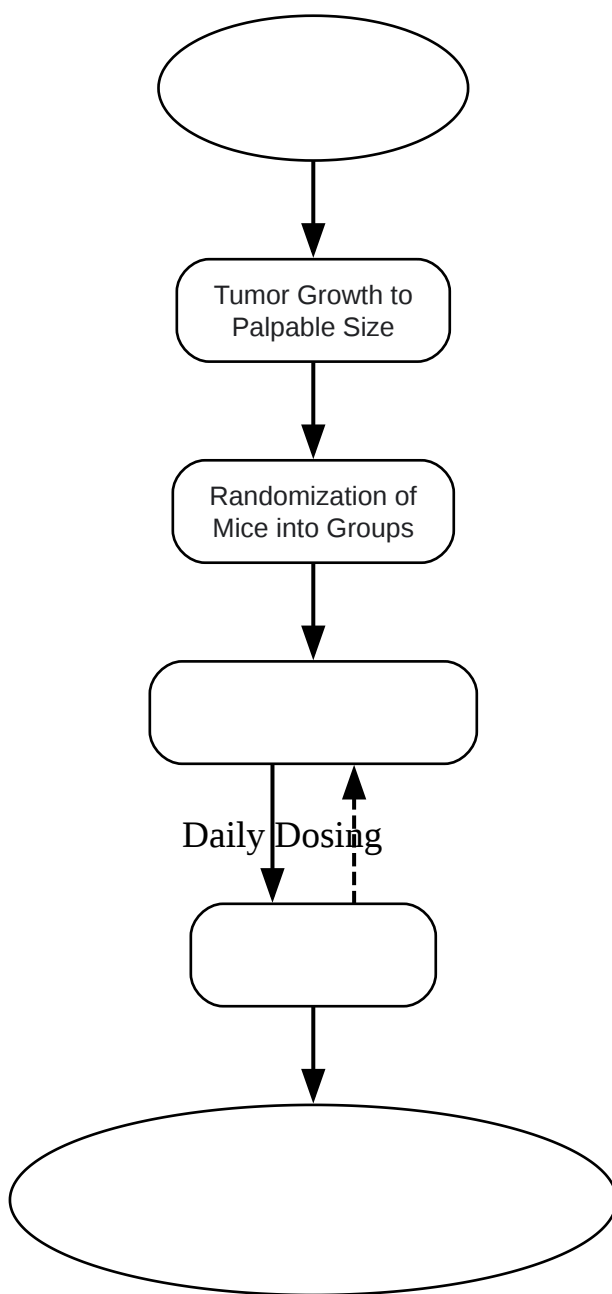 Tumor Growth to
Palpable Size
Randomization of
Mice into Groups
Daily Dosing